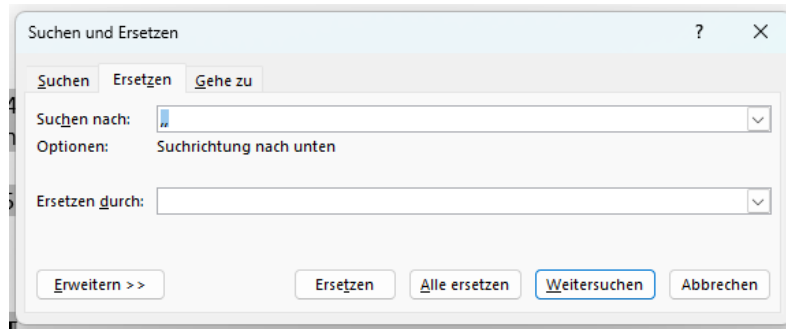 Suchen und Ersetzen
Suchen Ersetzen Gehe zu
Suchen nach: „
Optionen: Suchrichtung nach unten
Ersetzen durch:
Erweitern >> Ersetzen Alle ersetzen Weitersuchen Abbrechen